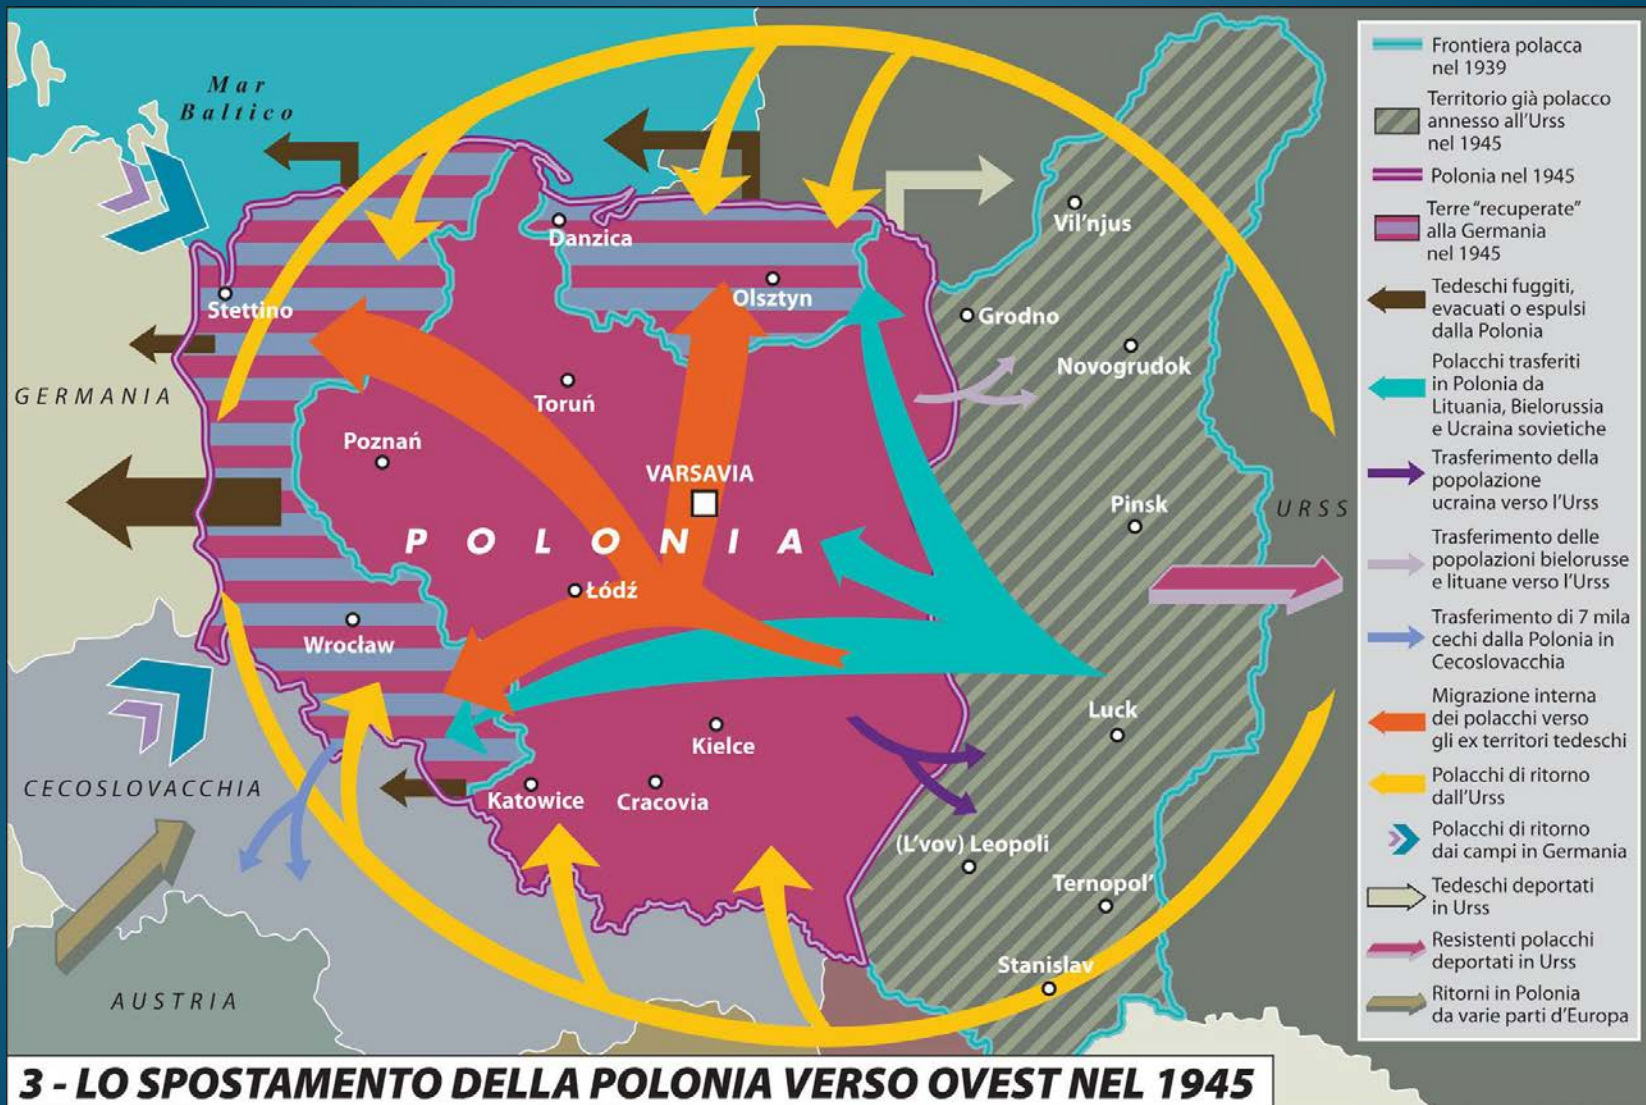 Mar
Baltico
Danzica
Stettino
Olsztyn
Vil'njus
Grodno
Novogrudok
GERMANIA
Toruń
Poznań
VARSAVIA
POLONIA
Pinsk
URSS
Łódź
Wrocław
Luck
Kielce
CECOSLOVACCHIA
Katowice
Cracovia
(L'vov) Leopoli
Ternopol'
Stanislav
AUSTRIA
Frontiera polacca
nel 1939
Territorio già polacco
annesso all'Urss
nel 1945
Polonia nel 1945
Terre "recuperate"
alla Germania
nel 1945
Tedeschi fuggiti,
evacuati o espulsi
dalla Polonia
Polacchi trasferiti
in Polonia da
Lituania, Bielorussia
e Ucraina sovietiche
Trasferimento della
popolazione
ucraina verso l'Urss
Trasferimento delle
popolazioni bielorusse
e lituane verso l'Urss
Trasferimento di 7 mila
cechi dalla Polonia in
Cecoslovacchia
Migrazione interna
dei polacchi verso
gli ex territori tedeschi
Polacchi di ritorno
dall'Urss
Polacchi di ritorno
dai campi in Germania
Tedeschi deportati
in Urss
Resistenti polacchi
deportati in Urss
Ritorni in Polonia
da varie parti d'Europa
3 - LO SPOSTAMENTO DELLA POLONIA VERSO OVEST NEL 1945